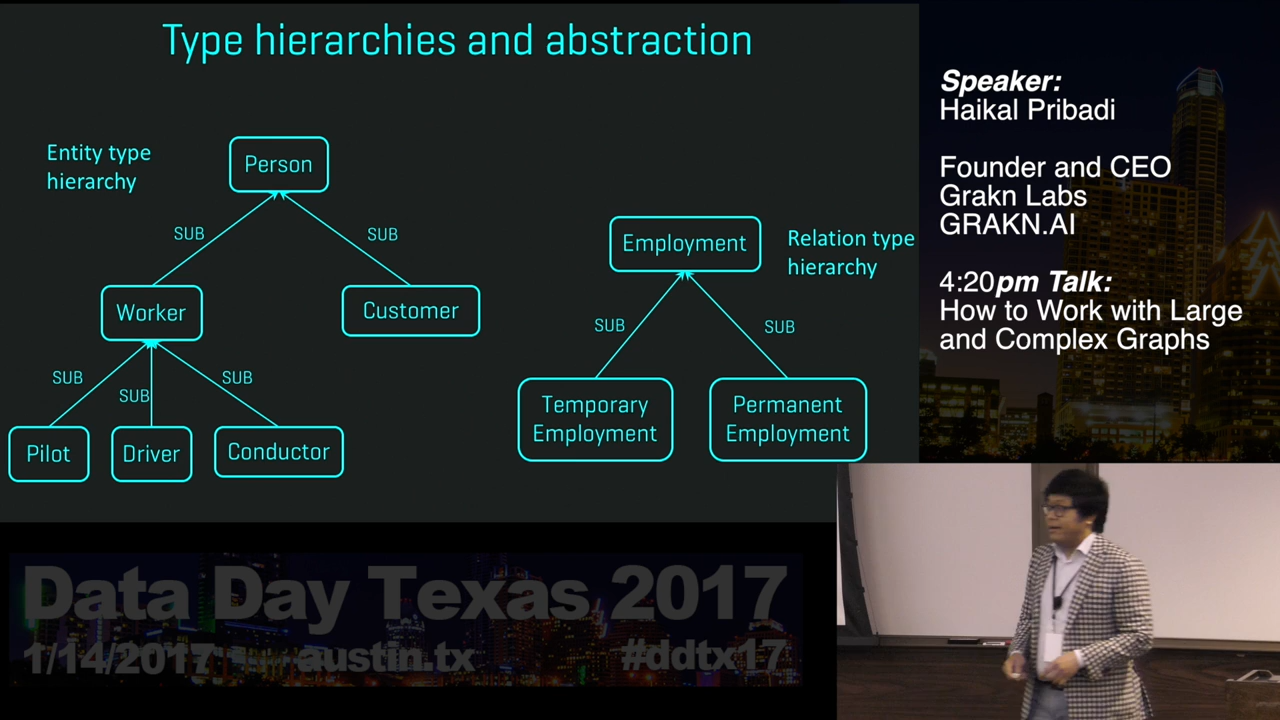 Type hierarchies and abstraction
Entity type
hierarchy
Person
SUB
SUB
Worker
Customer
SUB
SUB
SUB
Pilot
Driver
Conductor
Employment
Relation type
hierarchy
SUB
SUB
Temporary
Employment
Permanent
Employment
Speaker:
Haikal Pribadi
Founder and CEO
Grakn Labs
GRAKN.AI
4:20pm Talk:
How to Work with Large
and Complex Graphs
Data Day Texas 2017
1/14/2017 austin.tx #ddtx17